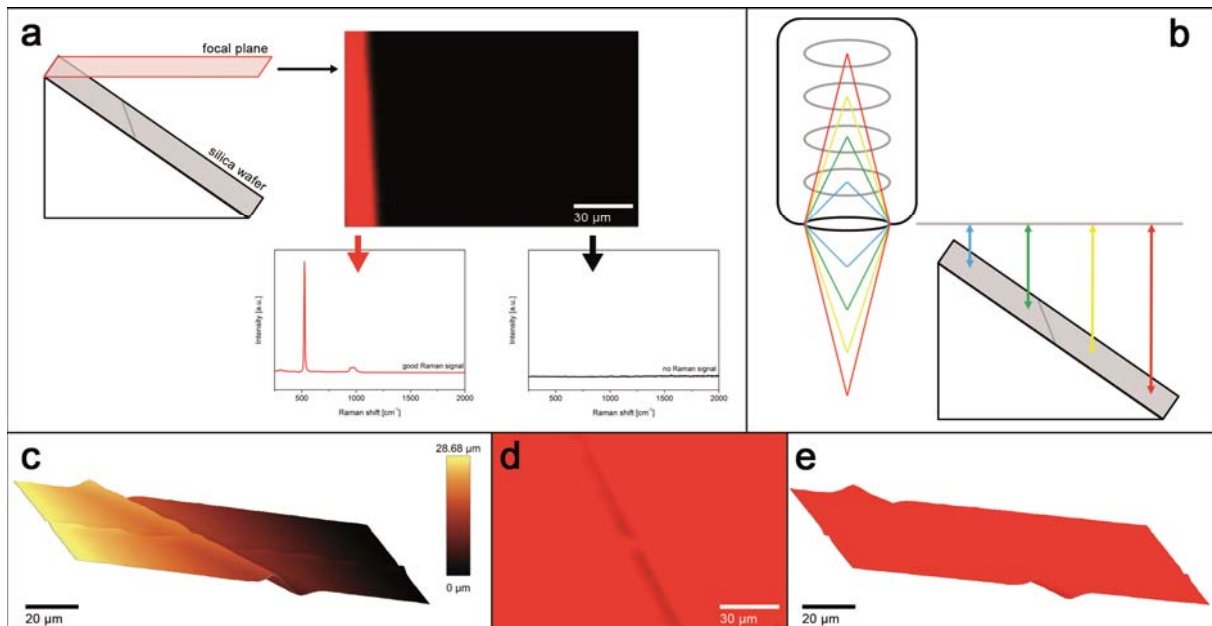 a
focal plane
silica wafer
30 µm
Intensity [a.u.]
good Raman signal
500 1000 1500 2000
Raman shift [cm⁻¹]
Intensity [a.u.]
no Raman signal
500 1000 1500 2000
Raman shift [cm⁻¹]
b
c
28.68 µm
0 µm
20 µm
d
30 µm
e
20 µm